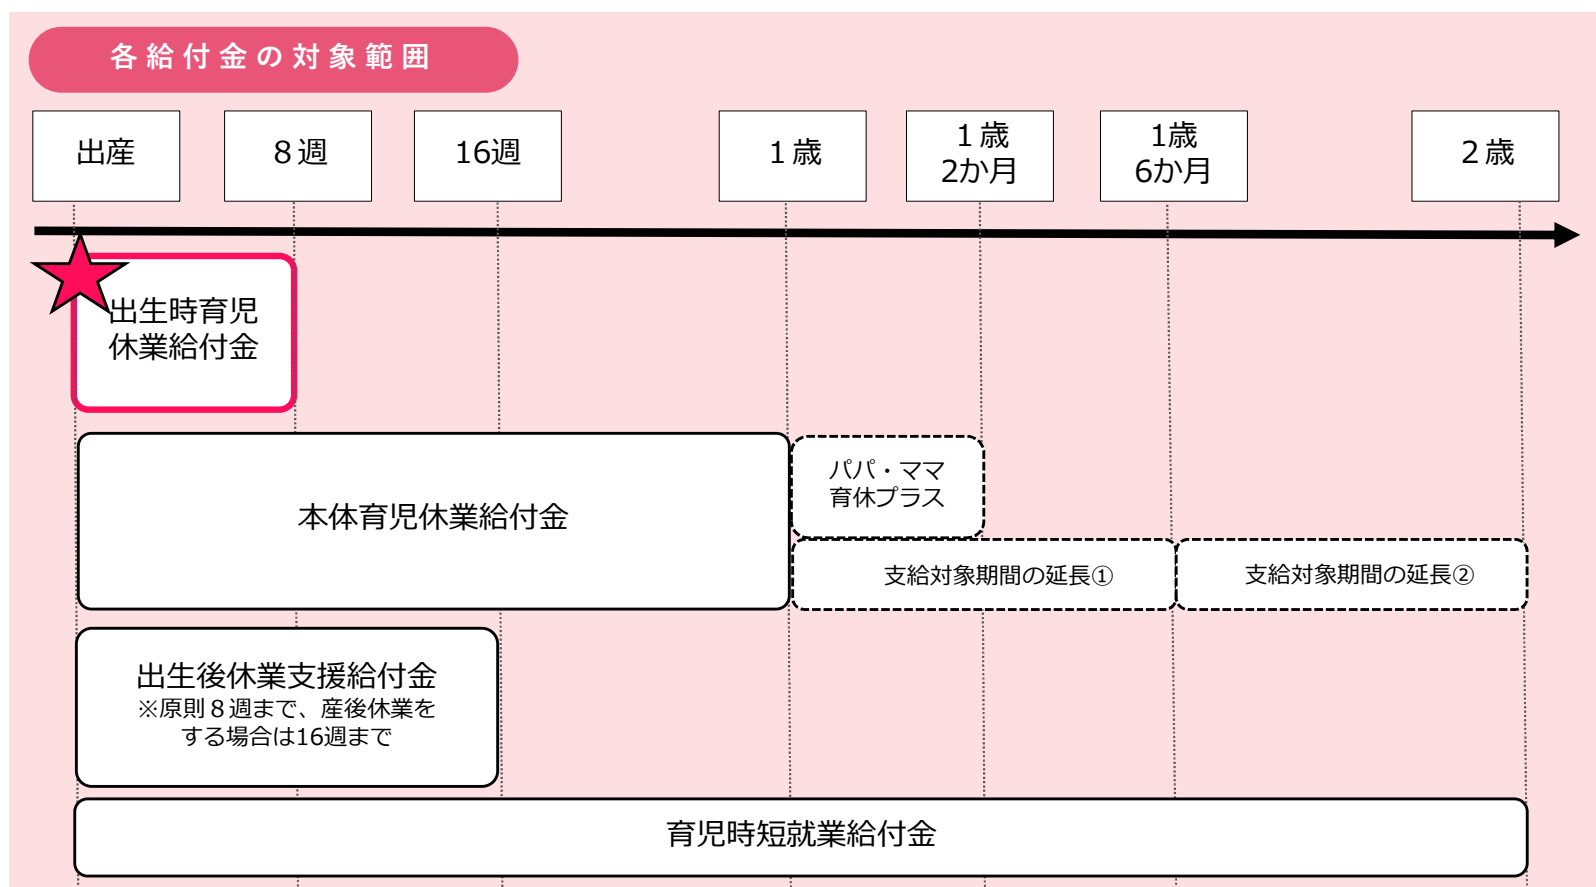 各給付金の対象範囲
出産
８週
16週
１歳
１歳
2か月
1歳
6か月
２歳
出生時育児
休業給付金
本体育児休業給付金
パパ・ママ
育休プラス
支給対象期間の延長①
支給対象期間の延長②
出生後休業支援給付金
※原則８週まで、産後休業を
する場合は16週まで
育児時短就業給付金